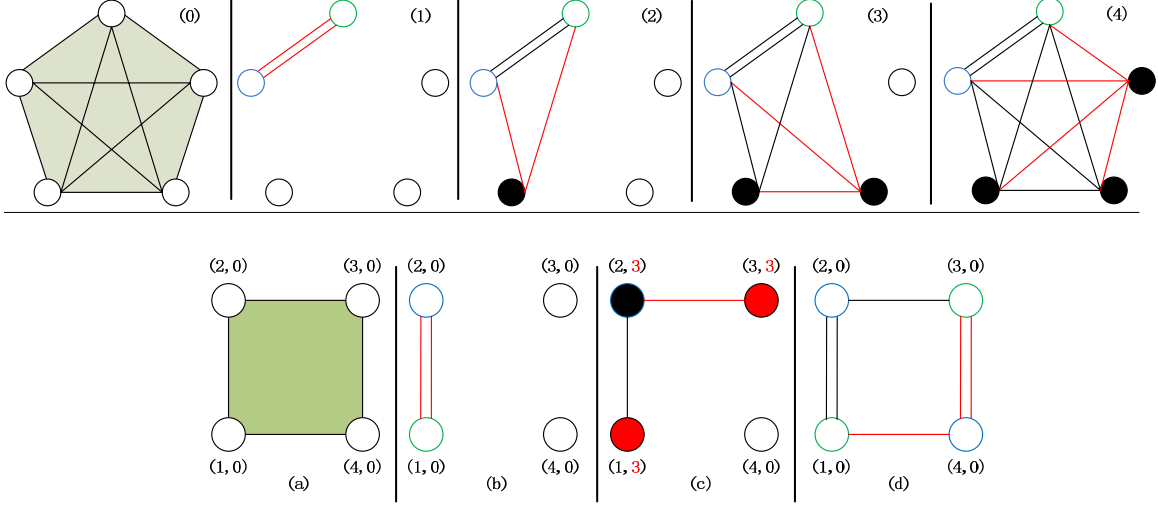 (0) (1) (2) (3) (4)
(2,0) (3,0) (2,0) (3,0) (2,3) (3,3) (2,0) (3,0)
(1,0) (4,0) (1,0) (4,0) (1,3) (4,0) (1,0) (4,0)
(a) (b) (c) (d)